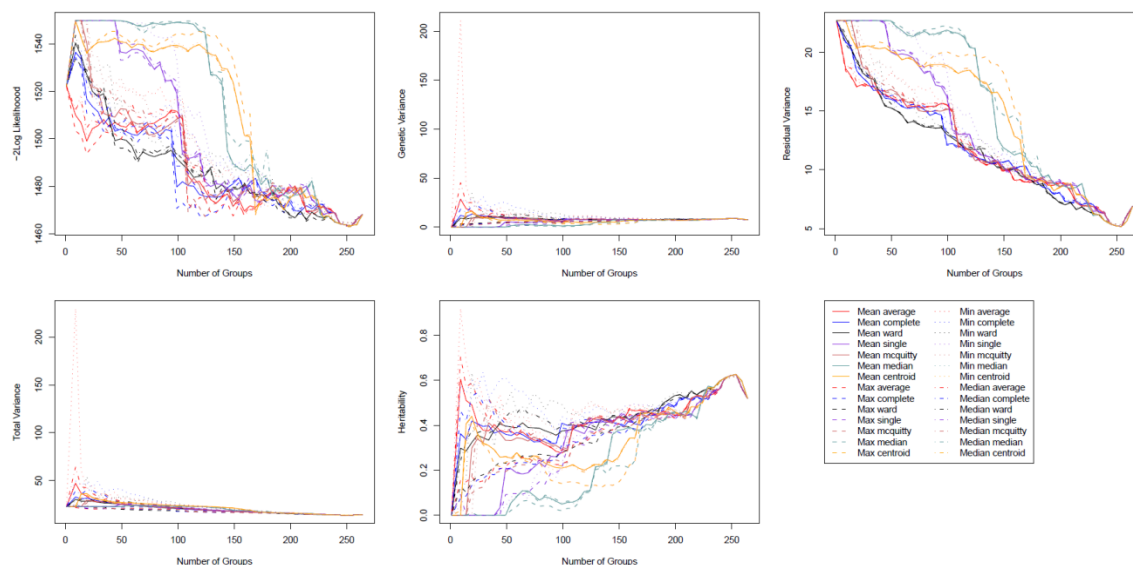 −2Log Likelihoood
1540
1520
1500
1480
1460
0 50 100 150 200 250
Number of Groups
Genetic Variance
200
150
100
50
0
0 50 100 150 200 250
Number of Groups
Residual Variance
20
15
10
5
0 50 100 150 200 250
Number of Groups
Total Variance
200
150
100
50
0 50 100 150 200 250
Number of Groups
Heritability
0.8
0.6
0.4
0.2
0.0
0 50 100 150 200 250
Number of Groups
Mean average Min average
Mean complete Min complete
Mean ward Min ward
Mean single Min single
Mean mcquitty Min mcquitty
Mean median Min median
Mean centroid Min centroid
Max average Median average
Max complete Median complete
Max ward Median ward
Max single Median single
Max mcquitty Median mcquitty
Max median Median median
Max centroid Median centroid